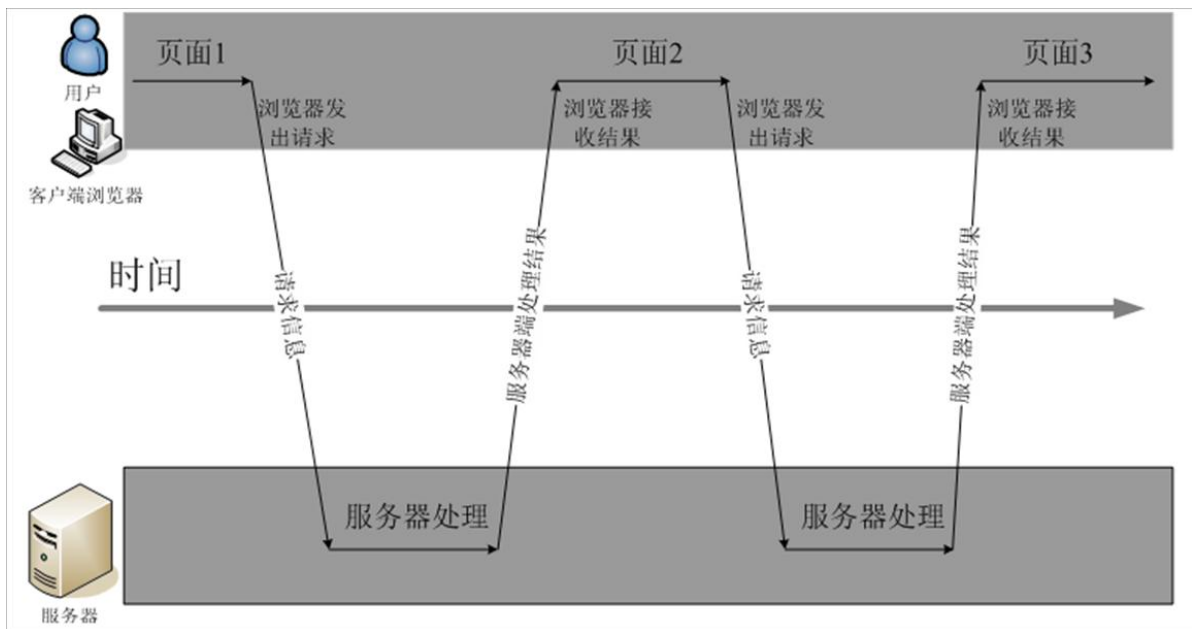 页面1
页面2
页面3
用户
浏览器发
出请求
浏览器接
收结果
浏览器发
出请求
浏览器接
收结果
客户端浏览器
时间
请求信息
服务器端处理结果
请求信息
服务器端处理结果
服务器处理
服务器处理
服务器